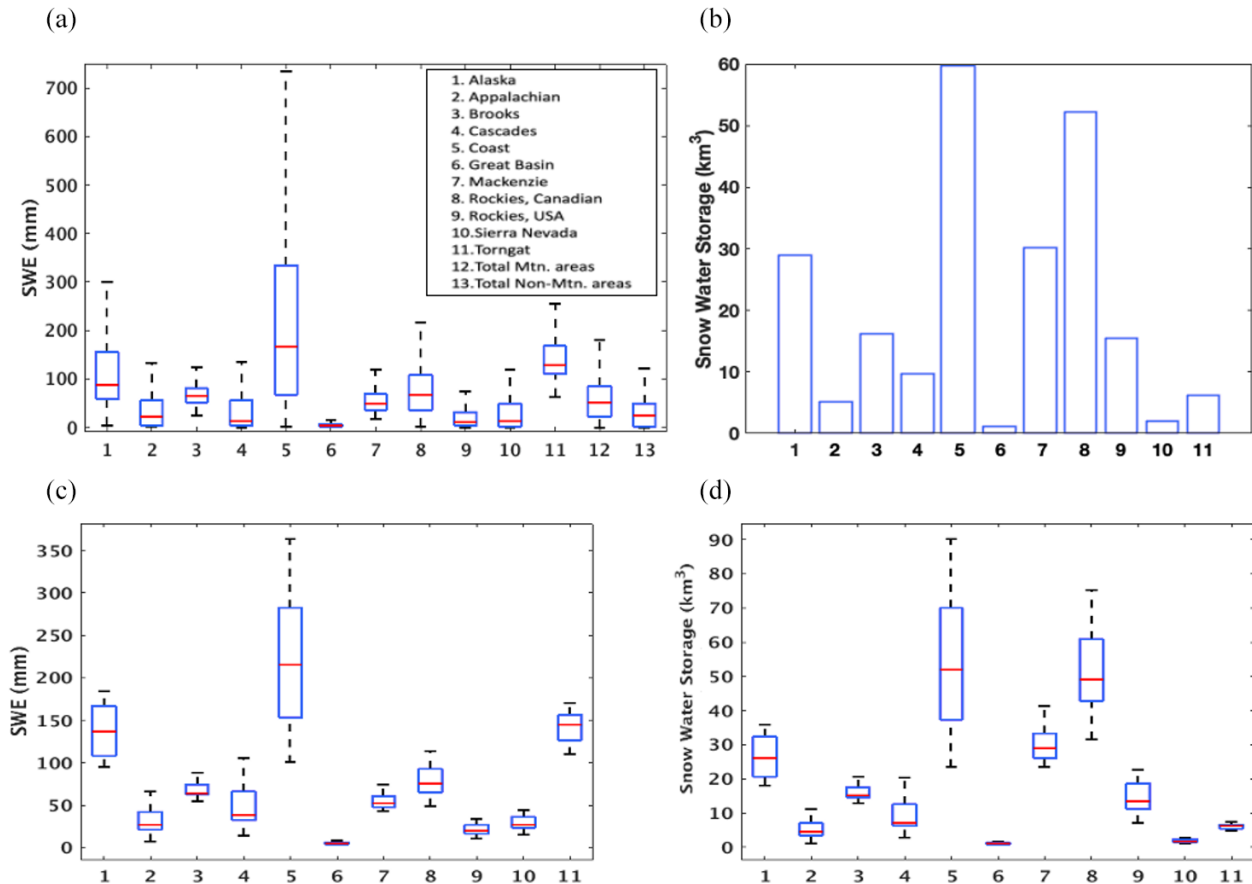 (a)
700
600
500
400
300
200
100
0
SWE (mm)
1. Alaska
2. Appalachian
3. Brooks
4. Cascades
5. Coast
6. Great Basin
7. Mackenzie
8. Rockies, Canadian
9. Rockies, USA
10.Sierra Nevada
11.Torngat
12.Total Mtn. areas
13.Total Non-Mtn. areas
1 2 3 4 5 6 7 8 9 10 11 12 13
(b)
60
50
40
30
20
10
0
Snow Water Storage (km³)
1 2 3 4 5 6 7 8 9 10 11
(c)
350
300
250
200
150
100
50
0
SWE (mm)
1 2 3 4 5 6 7 8 9 10 11
(d)
90
80
70
60
50
40
30
20
10
0
Snow Water Storage (km³)
1 2 3 4 5 6 7 8 9 10 11